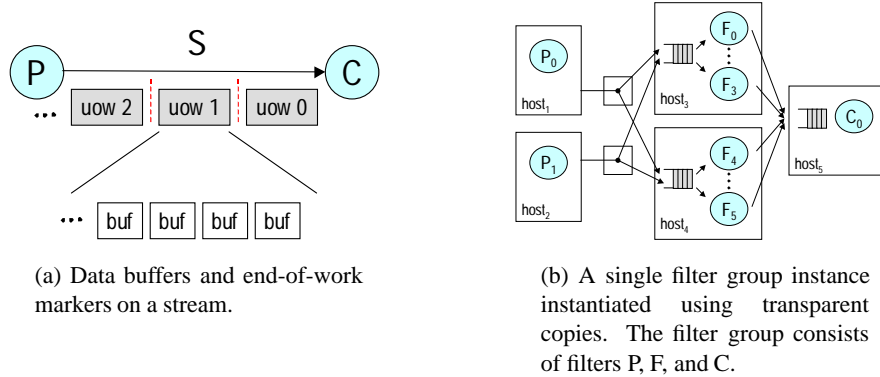 S
P
C
uow 2
uow 1
uow 0
...
... buf buf buf buf
(a) Data buffers and end-of-work
markers on a stream.
P0
host1
P1
host2
F0
F3
host3
F4
F5
host4
C0
host5
(b) A single filter group instance
instantiated using transparent
copies. The filter group consists
of filters P, F, and C.